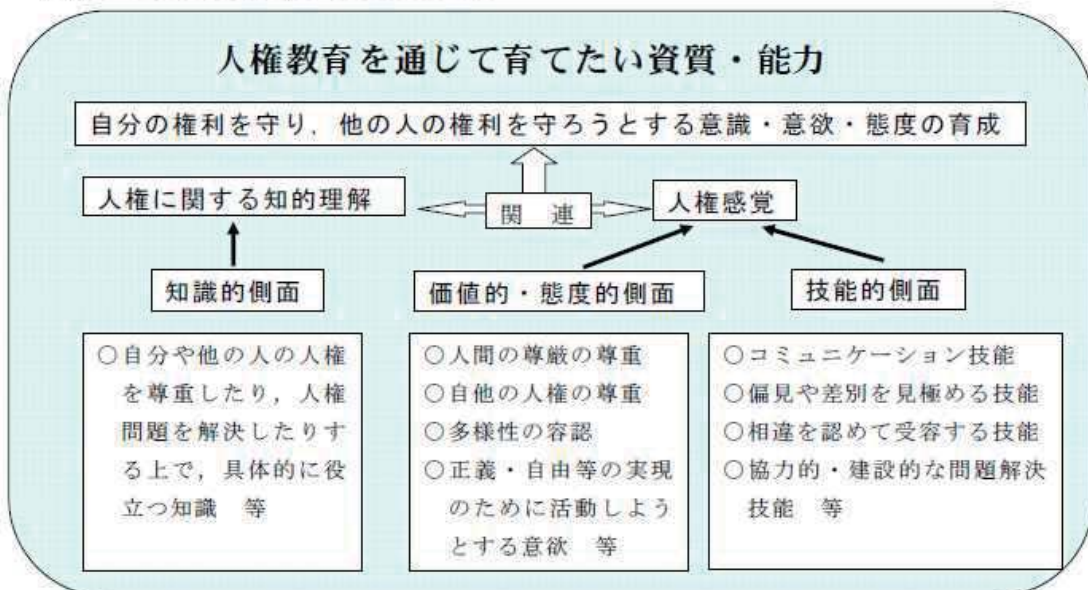 人権教育を通じて育てたい資質・能力
自分の権利を守り，他の人の権利を守ろうとする意識・意欲・態度の育成
人権に関する知的理解
関　連
人権感覚
知識的側面
価値的・態度的側面
技能的側面
○自分や他の人の人権
を尊重したり，人権
問題を解決したりす
る上で，具体的に役
立つ知識　等
○人間の尊厳の尊重
○自他の人権の尊重
○多様性の容認
○正義・自由等の実現
のために活動しよう
とする意欲　等
○コミュニケーション技能
○偏見や差別を見極める技能
○相違を認めて受容する技能
○協力的・建設的な問題解決
技能　等